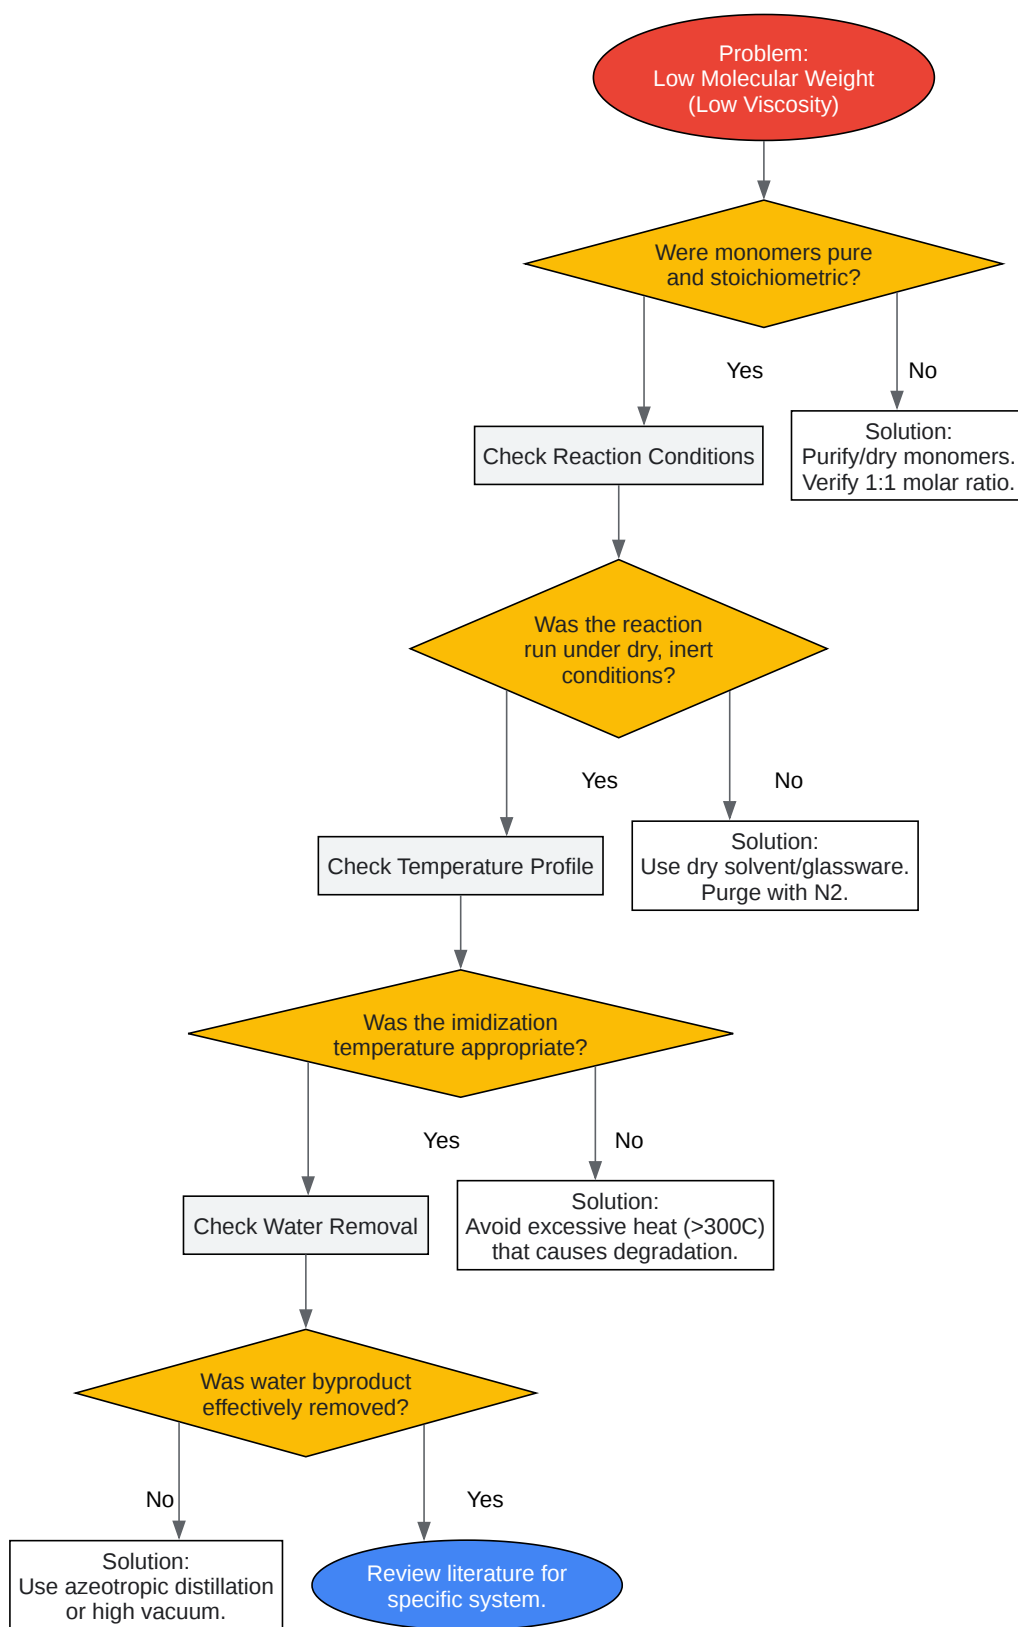 Problem:
Low Molecular Weight
(Low Viscosity)
Were monomers pure
and stoichiometric?
Yes
No
Check Reaction Conditions
Solution:
Purify/dry monomers.
Verify 1:1 molar ratio.
Was the reaction
run under dry, inert
conditions?
Yes
No
Check Temperature Profile
Solution:
Use dry solvent/glassware.
Purge with N2.
Was the imidization
temperature appropriate?
Yes
No
Check Water Removal
Solution:
Avoid excessive heat (>300C)
that causes degradation.
Was water byproduct
effectively removed?
No
Yes
Solution:
Use azeotropic distillation
or high vacuum.
Review literature for
specific system.